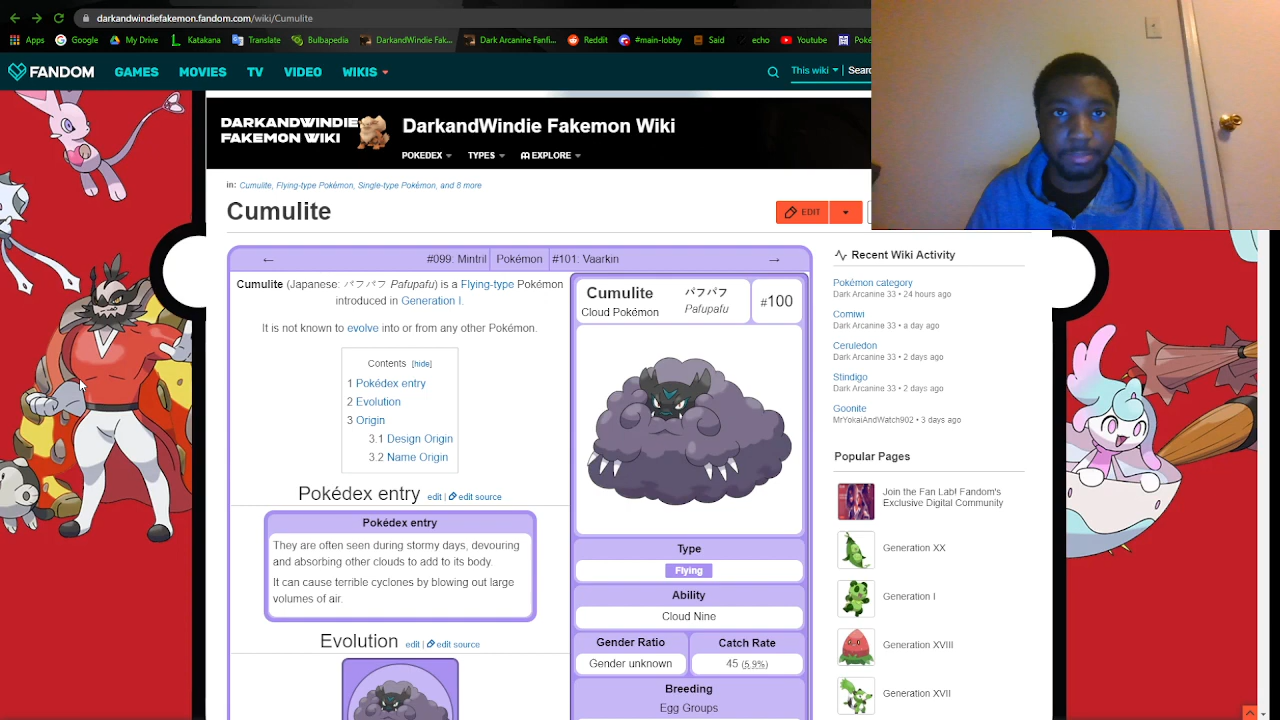 darkandwindiefakemon.fandom.com/wiki/Cumulite
Apps Google My Drive Katakana Translate Bulbapedia DarkandWindie Fak... Dark Arcanine Fanfi... Reddit #main-lobby Said echo YouTube
FANDOM GAMES MOVIES TV VIDEO WIKIS This wiki
DARKANDWINDIE
FAKEMON WIKI
DarkandWindie Fakemon Wiki
POKEDEX TYPES EXPLORE
in: Cumulite, Flying-type Pokémon, Single-type Pokémon, and 8 more
Cumulite
EDIT
← #099: Mintril Pokémon #101: Vaarkin →
Cumulite (Japanese: パフパフ Pafupafu) is a Flying-type Pokémon
introduced in Generation I.
It is not known to evolve into or from any other Pokémon.
Contents [hide]
1 Pokédex entry
2 Evolution
3 Origin
3.1 Design Origin
3.2 Name Origin
Pokédex entry edit | edit source
Pokédex entry
They are often seen during stormy days, devouring
and absorbing other clouds to add to its body.
It can cause terrible cyclones by blowing out large
volumes of air.
Evolution edit | edit source
Cumulite
Cloud Pokémon
パフパフ
Pafupafu
#100
Type
Flying
Ability
Cloud Nine
Gender Ratio
Gender unknown
Catch Rate
45 (5.9%)
Breeding
Egg Groups
Recent Wiki Activity
Pokémon category
Dark Arcanine 33 • 24 hours ago
Comiwi
Dark Arcanine 33 • a day ago
Ceruledon
Dark Arcanine 33 • 2 days ago
Stindigo
Dark Arcanine 33 • 2 days ago
Goonite
MrYokaiAndWatch902 • 3 days ago
Popular Pages
Join the Fan Lab! Fandom's
Exclusive Digital Community
Generation XX
Generation I
Generation XVIII
Generation XVII